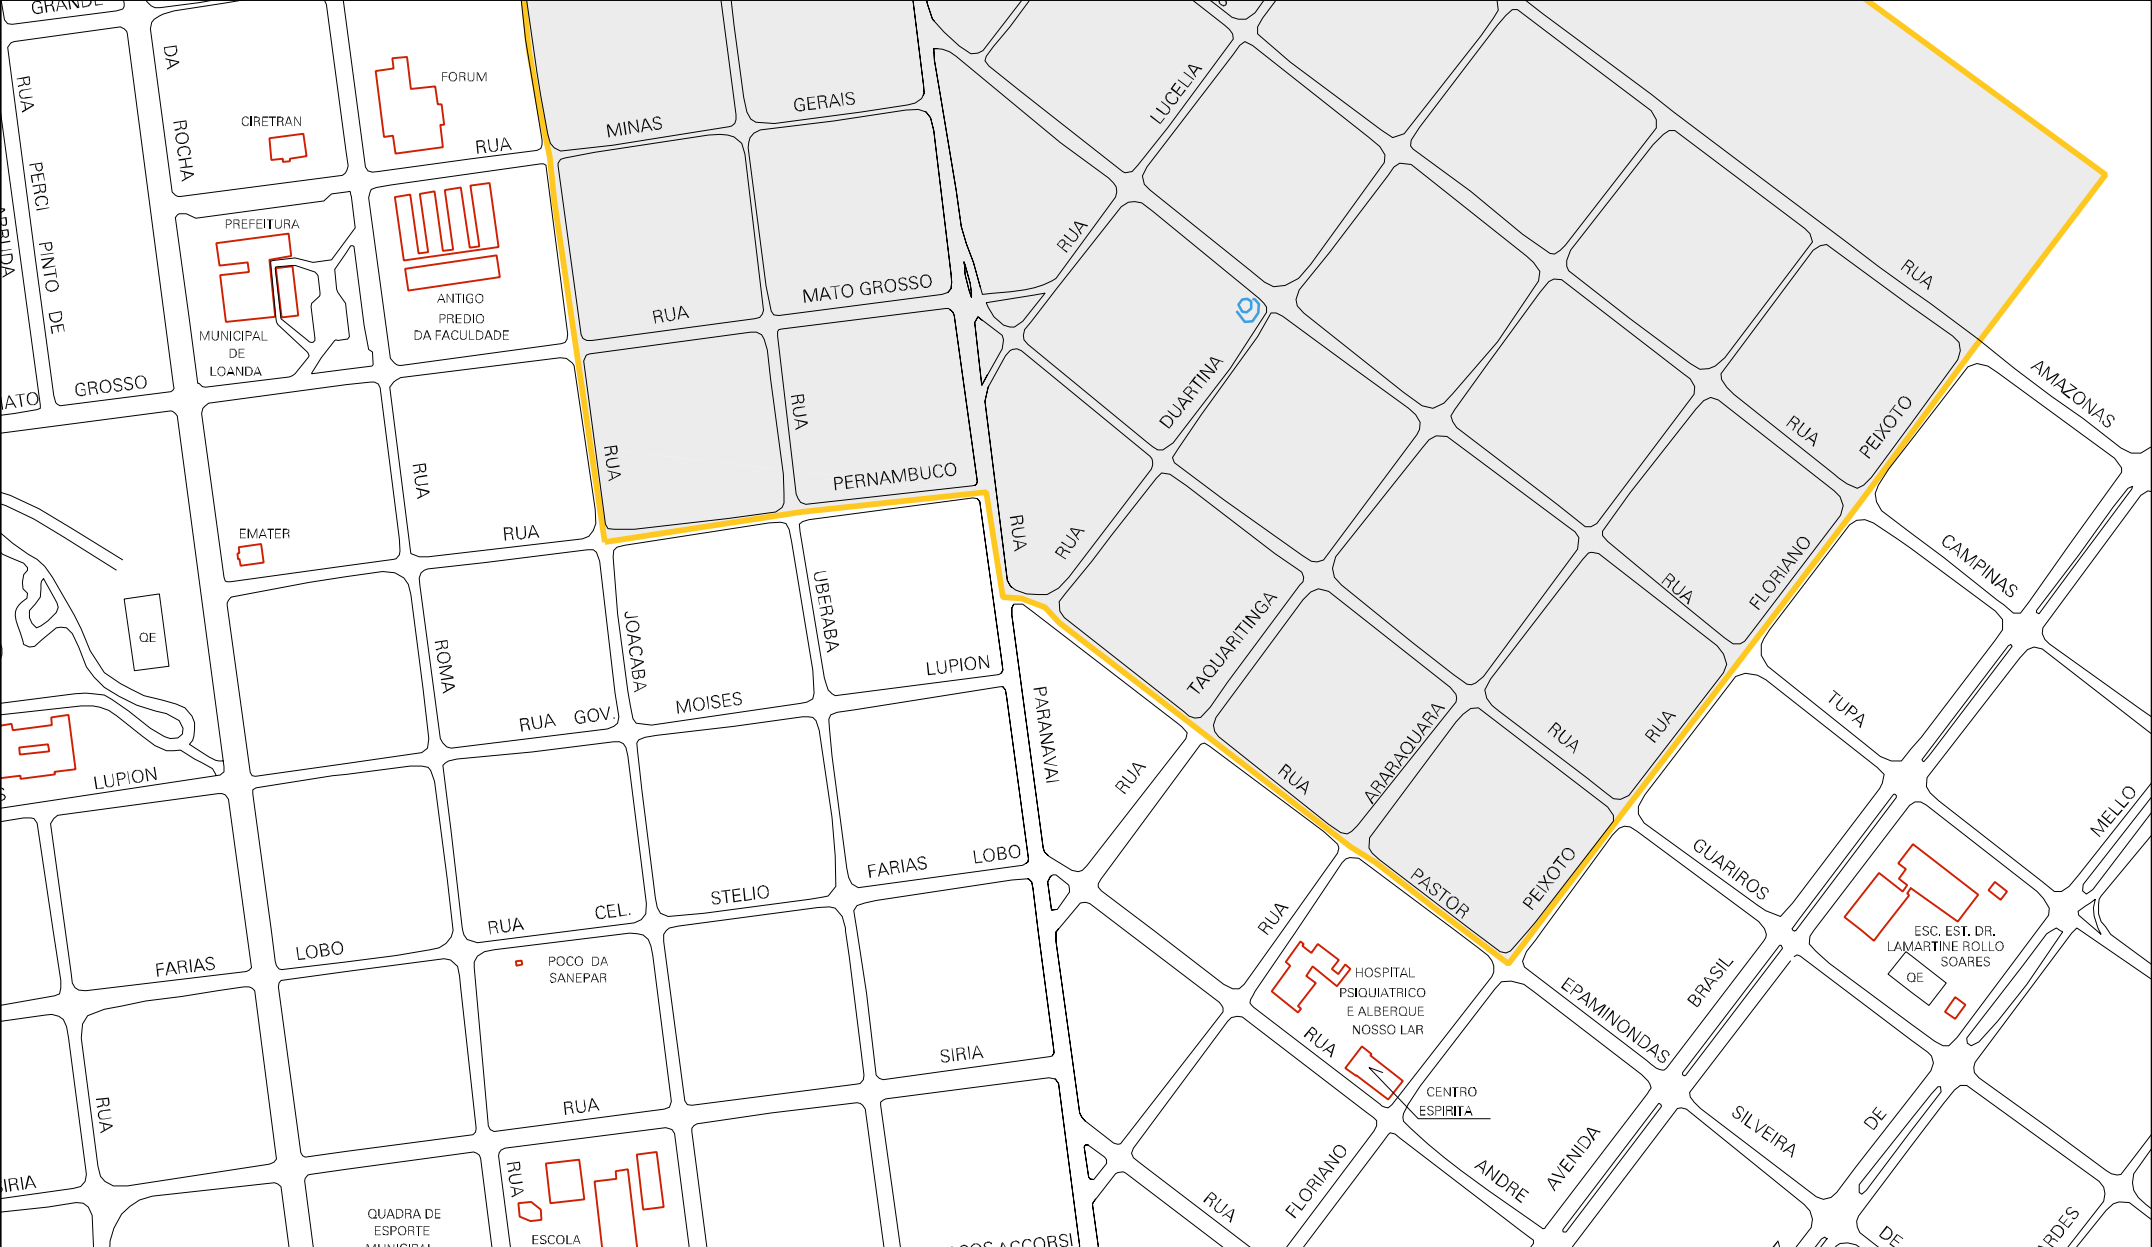 GRANDE
DA
ROCHA
RUA
PERCI
PINTO
DE
FORUM
CIRETRAN
RUA
MINAS
GERAIS
LUCELIA
PREFEITURA
MUNICIPAL
DE
LOANDA
ANTIGO
PREDIO
DA FACULDADE
RUA
MATO GROSSO
RUA
DUARTINA
RUA
AMAZONAS
GROSSO
RUA
RUA
RUA
PERNAMBUCO
RUA
PEIXOTO
EMATER
RUA
RUA
RUA
CAMPINAS
FLORIANO
RUA
QE
ROMA
JOACABA
UBERABA
LUPION
MOISES
RUA GOV.
TAQUARITINGA
TUPA
PARANAVAI
RUA
RUA
LUPION
RUA
RUA
ARARAQUARA
MELLO
GUARIROS
FARIAS
LOBO
STELIO
CEL.
RUA
LOBO
FARIAS
PASTOR
PEIXOTO
RUA
POCO DA
SANEPAR
ESC. EST. DR.
LAMARTINE ROLLO
SOARES
QE
HOSPITAL
PSIQUIATRICO
E ALBERQUE
NOSSO LAR
EPAMINONDAS
BRASIL
SIRIA
RUA
RUA
RUA
CENTRO
ESPIRITA
SILVEIRA
DE
AVENIDA
ANDRE
FLORIANO
RUA
RUA
QUADRA DE
ESPORTE
MUNICIPAL
ESCOLA
ACCORSI
DE